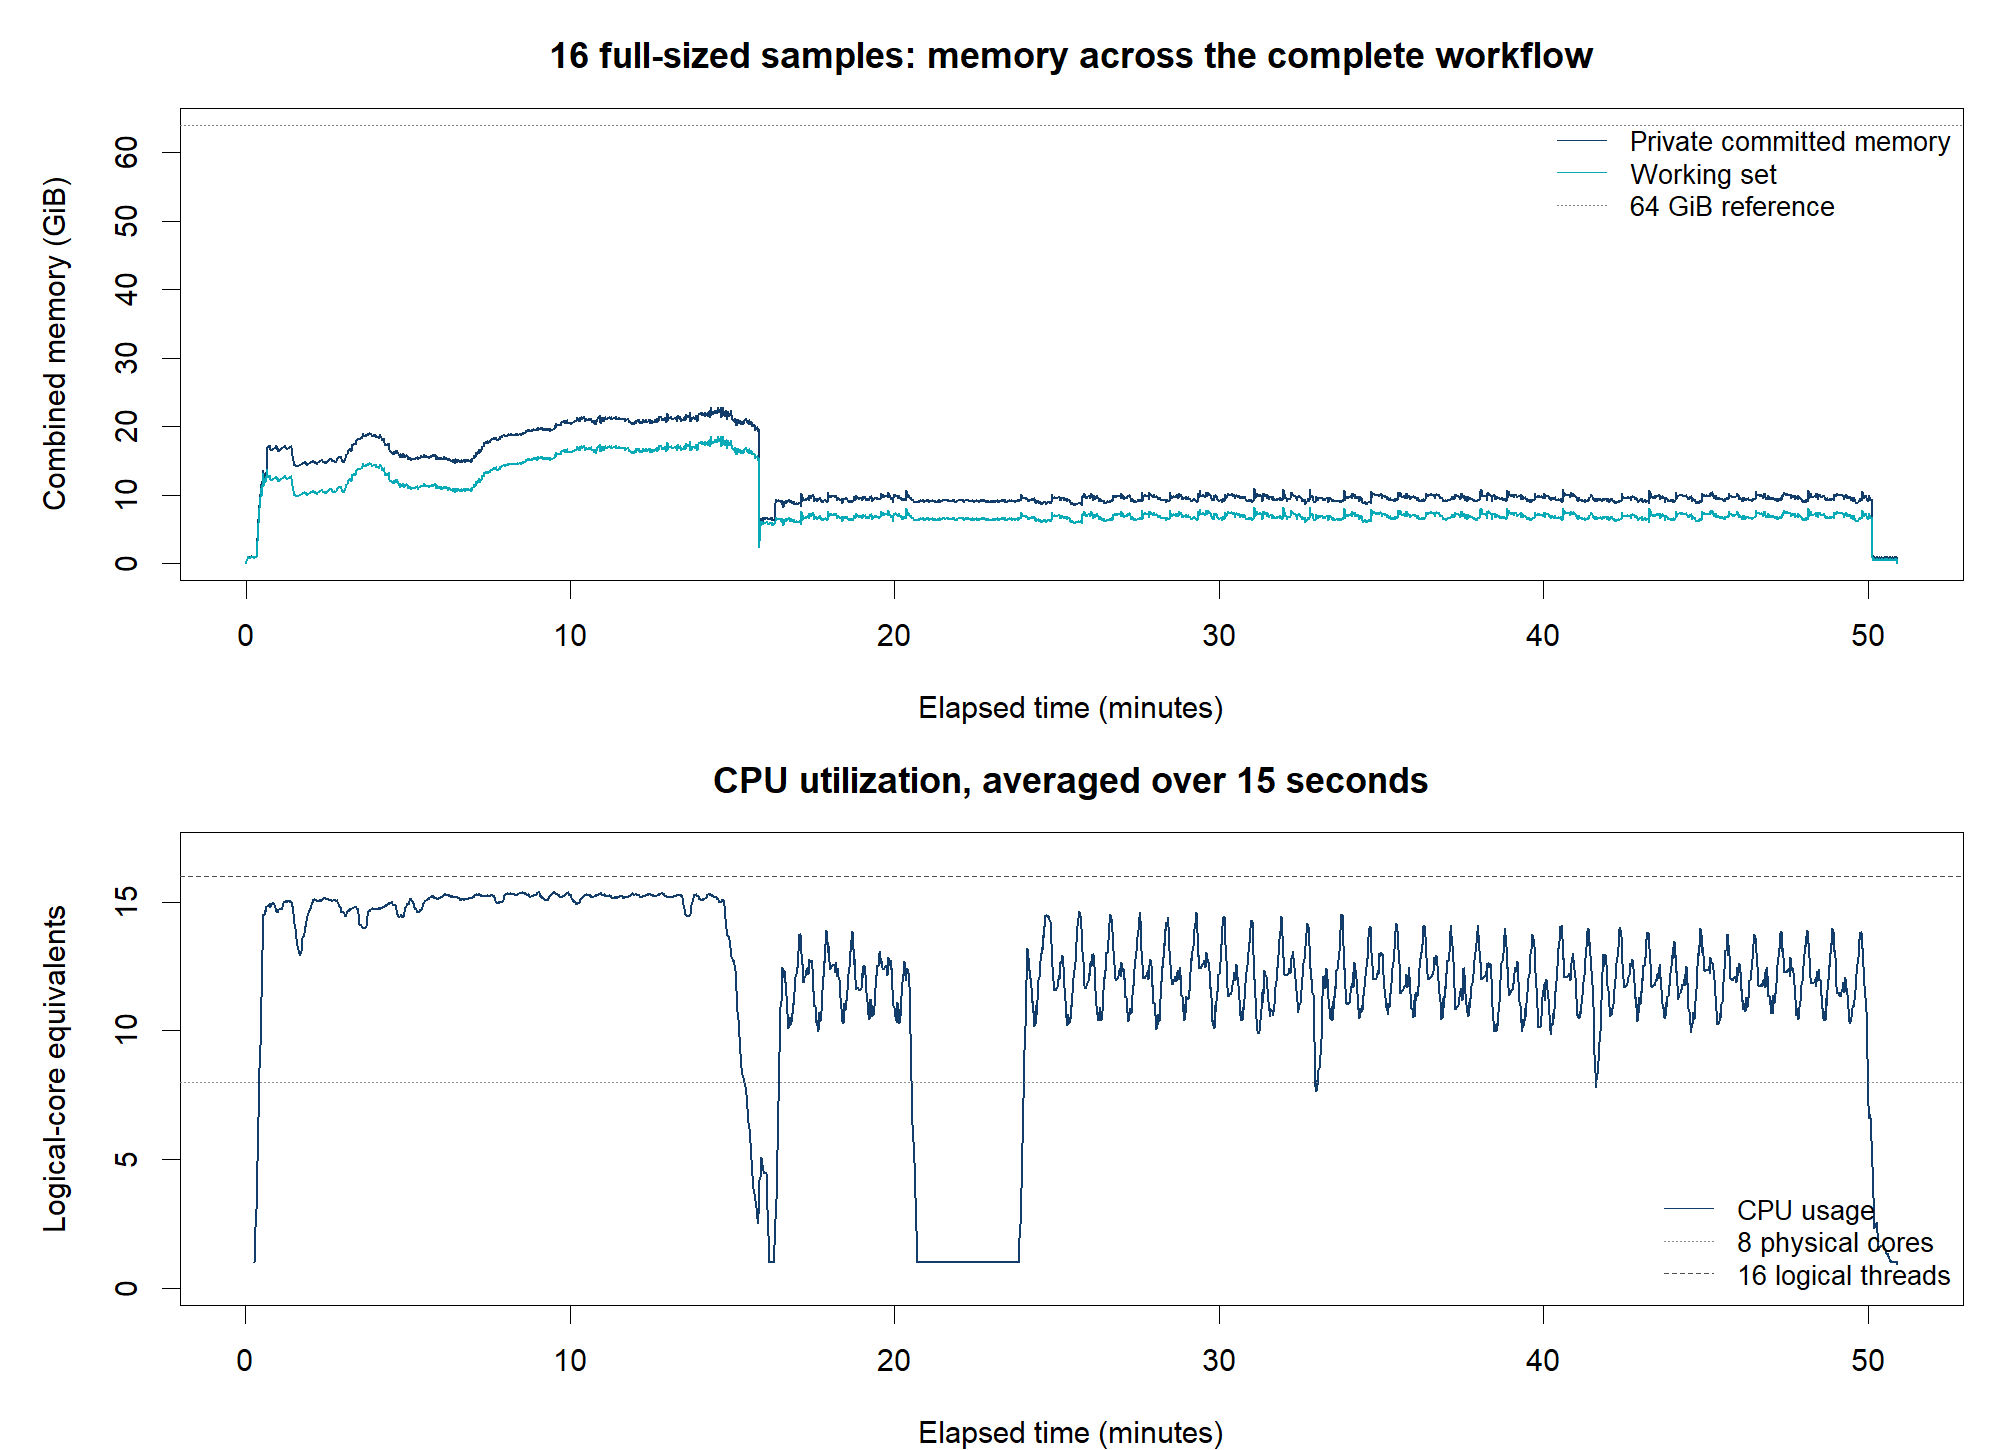 16 full-sized samples: memory across the complete workflow
Combined memory (GiB)
60
50
40
30
20
10
0
Private committed memory
Working set
64 GiB reference
0 10 20 30 40 50
Elapsed time (minutes)
CPU utilization, averaged over 15 seconds
Logical-core equivalents
15
10
5
0
CPU usage
8 physical cores
16 logical threads
0 10 20 30 40 50
Elapsed time (minutes)